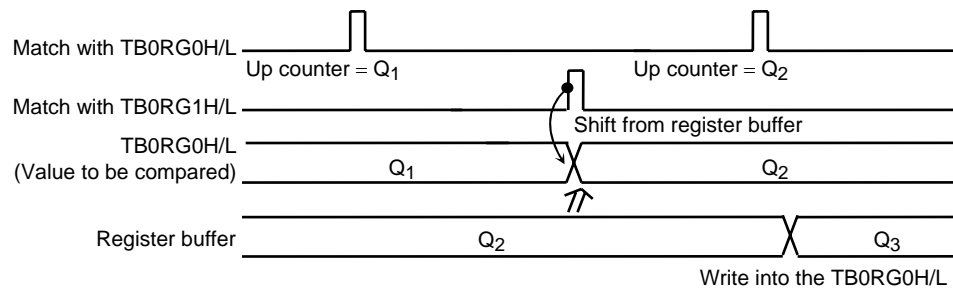 Match with TB0RG0H/L
Up counter = Q1
Up counter = Q2
Match with TB0RG1H/L
Shift from register buffer
TB0RG0H/L
(Value to be compared)
Q1
Q2
Register buffer
Q2
Q3
Write into the TB0RG0H/L